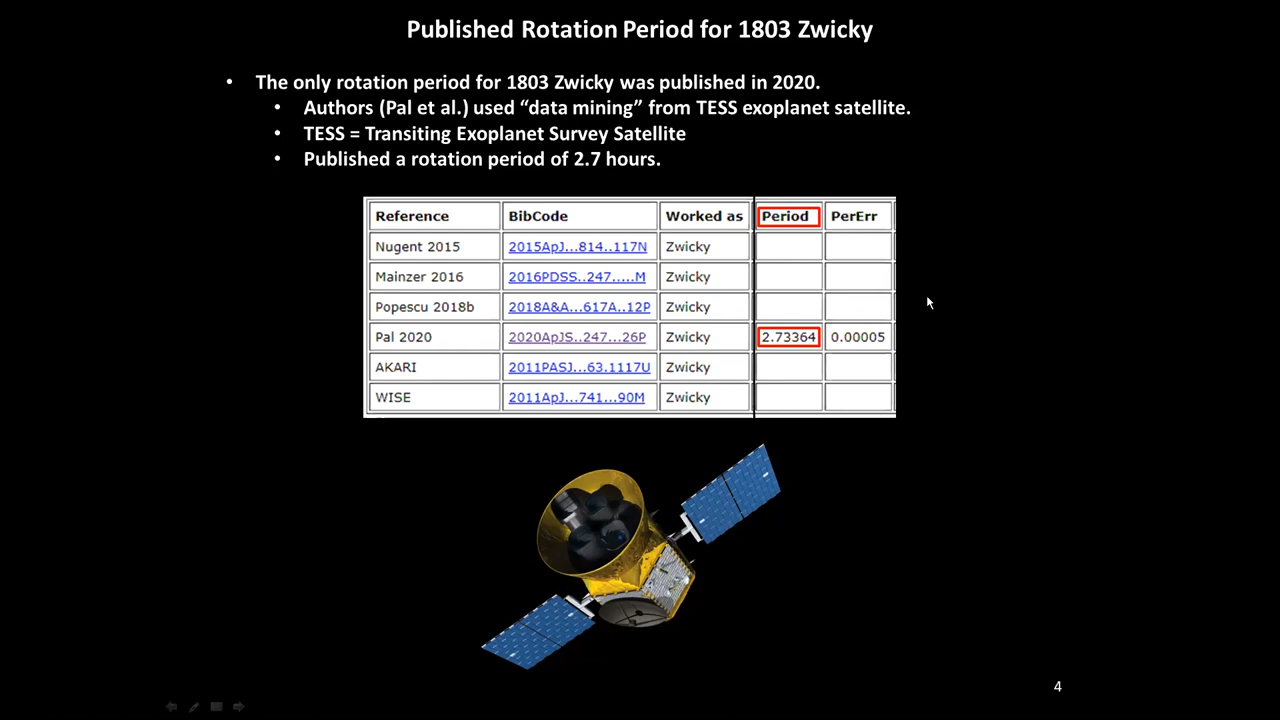 Published Rotation Period for 1803 Zwicky
• The only rotation period for 1803 Zwicky was published in 2020.
• Authors (Pal et al.) used “data mining” from TESS exoplanet satellite.
• TESS = Transiting Exoplanet Survey Satellite
• Published a rotation period of 2.7 hours.
Reference BibCode Worked as Period PerErr
Nugent 2015 2015ApJ...814..117N Zwicky
Mainzer 2016 2016PDSS..247.....M Zwicky
Popescu 2018b 2018A&A...617A..12P Zwicky
Pal 2020 2020ApJS..247...26P Zwicky 2.73364 0.00005
AKARI 2011PASJ...63.1117U Zwicky
WISE 2011ApJ...741...90M Zwicky
4